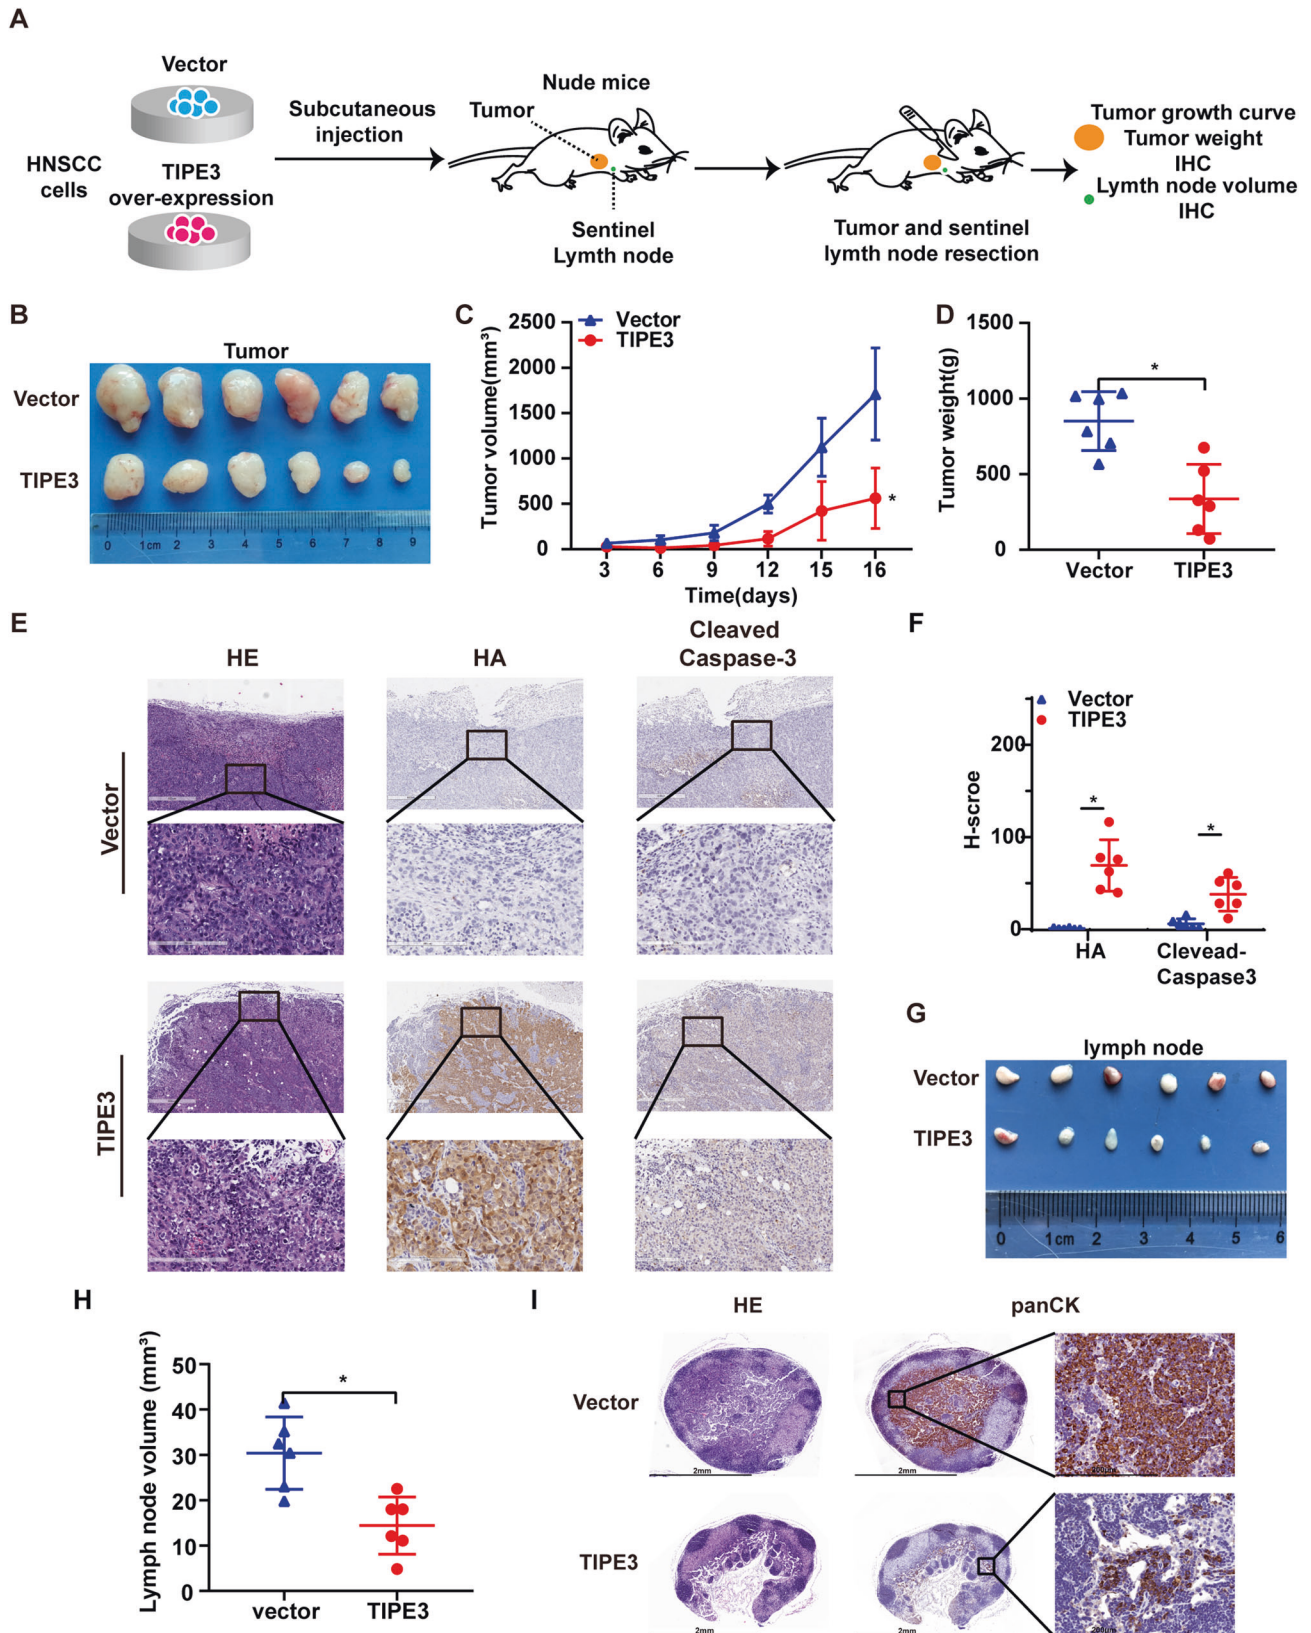 A
Vector
HNSCC
cells
TIPE3
over-expression
Subcutaneous
injection
Nude mice
Tumor
Sentinel
Lymth node
Tumor and sentinel
lymth node resection
Tumor growth curve
Tumor weight
IHC
Lymth node volume
IHC
B
Tumor
Vector
TIPE3
0 1cm 2 3 4 5 6 7 8 9
C
Vector
TIPE3
Tumor volume(mm³)
2500
2000
1500
1000
500
0
*
3 6 9 12 15 16
Time(days)
D
Tumor weight(g)
1500
1000
500
0
*
Vector TIPE3
E
HE
HA
Cleaved
Caspase-3
Vector
TIPE3
F
Vector
TIPE3
H-scroe
200
100
0
*
*
HA
Clevead-
Caspase3
G
lymph node
Vector
TIPE3
0 1cm 2 3 4 5 6
H
Lymph node volume (mm³)
50
40
30
20
10
0
*
vector TIPE3
I
HE
panCK
Vector
2mm
2mm
200µm
TIPE3
2mm
2mm
200µm